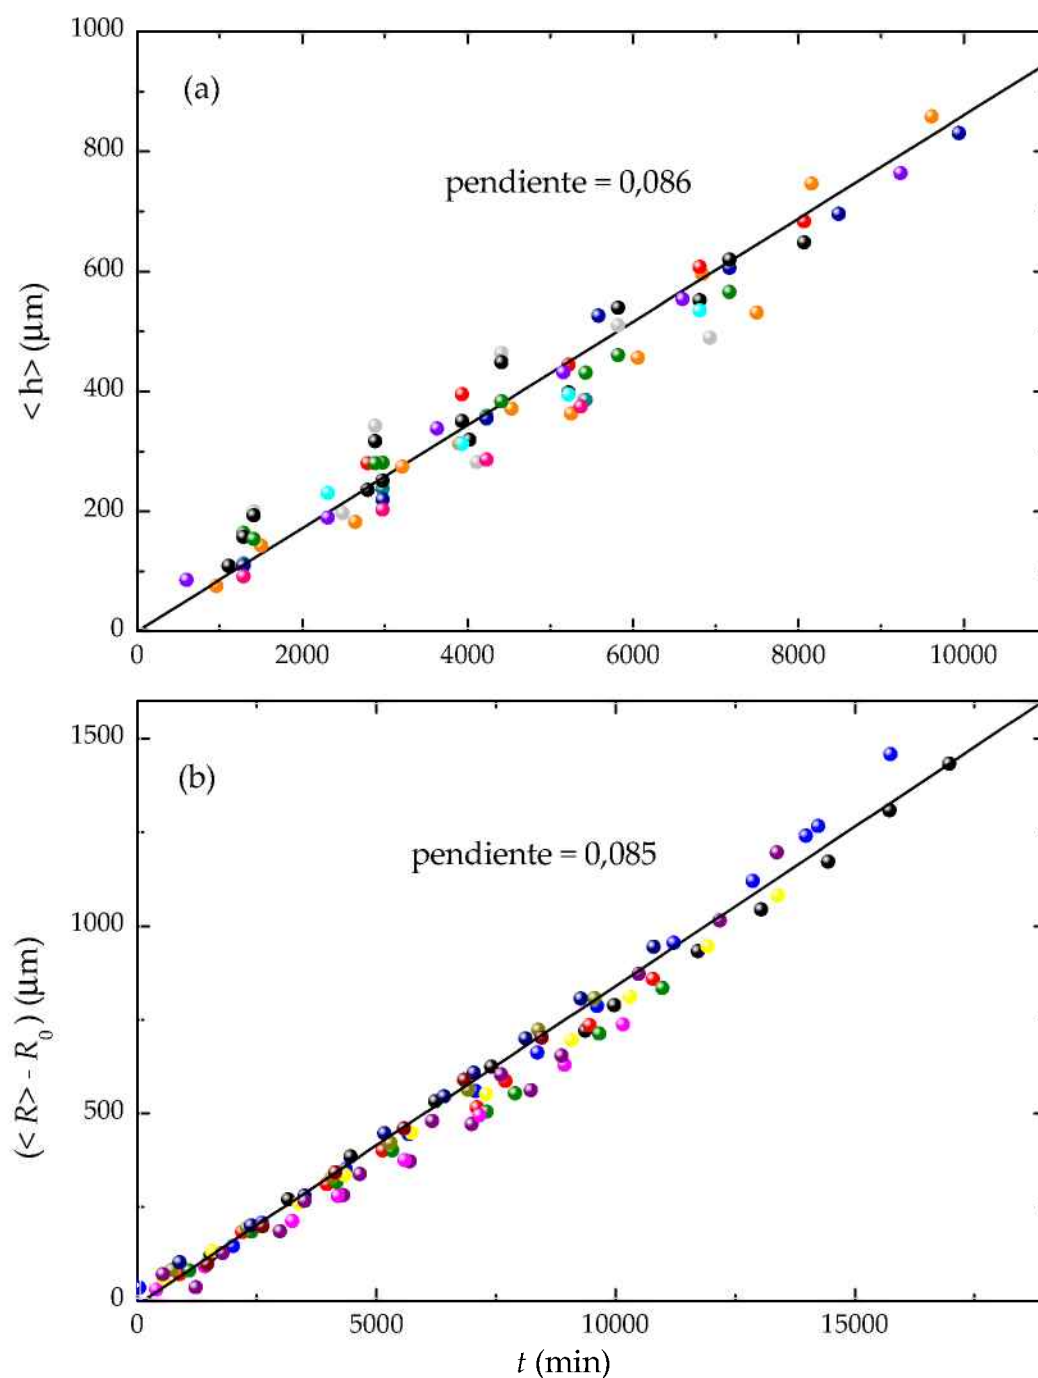 1000
(a)
800
pendiente = 0,086
600
< h> (µm)
400
200
0
0 2000 4000 6000 8000 10000
1500
(b)
pendiente = 0,085
1000
(< R> - R0 ) (µm)
500
0
0 5000 10000 15000
t (min)